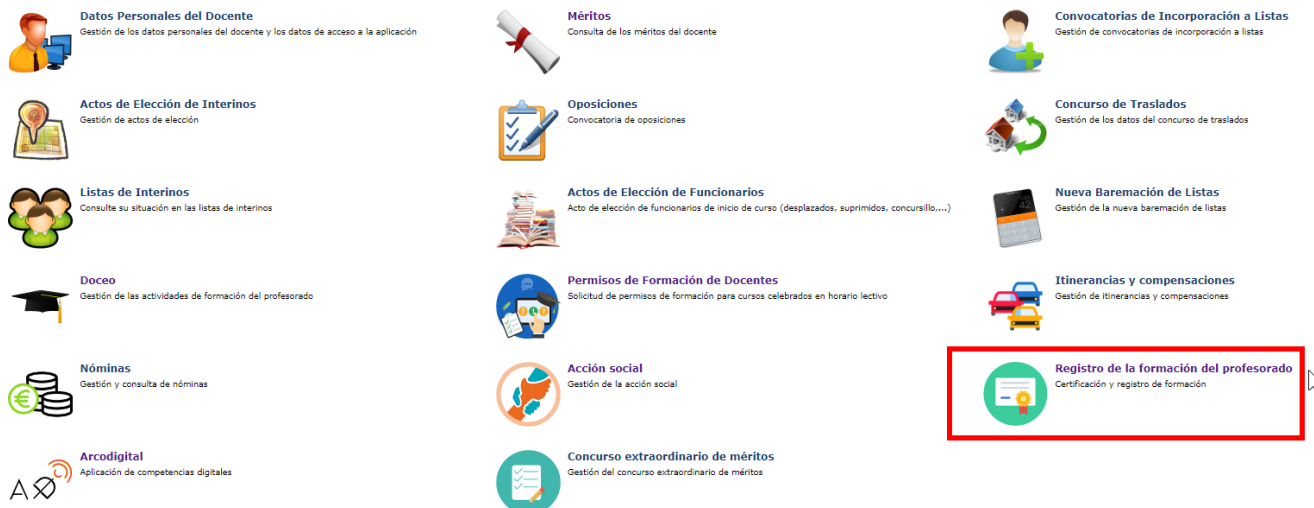 Datos Personales del Docente
Gestión de los datos personales del docente y los datos de acceso a la aplicación
Méritos
Consulta de los méritos del docente
Convocatorias de Incorporación a Listas
Gestión de convocatorias de incorporación a listas
Actos de Elección de Interinos
Gestión de actos de elección
Oposiciones
Convocatoria de oposiciones
Concurso de Traslados
Gestión de los datos del concurso de traslados
Listas de Interinos
Consulte su situación en las listas de interinos
Actos de Elección de Funcionarios
Acto de elección de funcionarios de inicio de curso (desplazados, suprimidos, concursillo,...)
Nueva Baremación de Listas
Gestión de la nueva baremación de listas
Doceo
Gestión de las actividades de formación del profesorado
Permisos de Formación de Docentes
Solicitud de permisos de formación para cursos celebrados en horario lectivo
Itinerancias y compensaciones
Gestión de itinerancias y compensaciones
Nóminas
Gestión y consulta de nóminas
Acción social
Gestión de la acción social
Registro de la formación del profesorado
Certificación y registro de formación
Arcodigital
Aplicación de competencias digitales
Concurso extraordinario de méritos
Gestión del concurso extraordinario de méritos